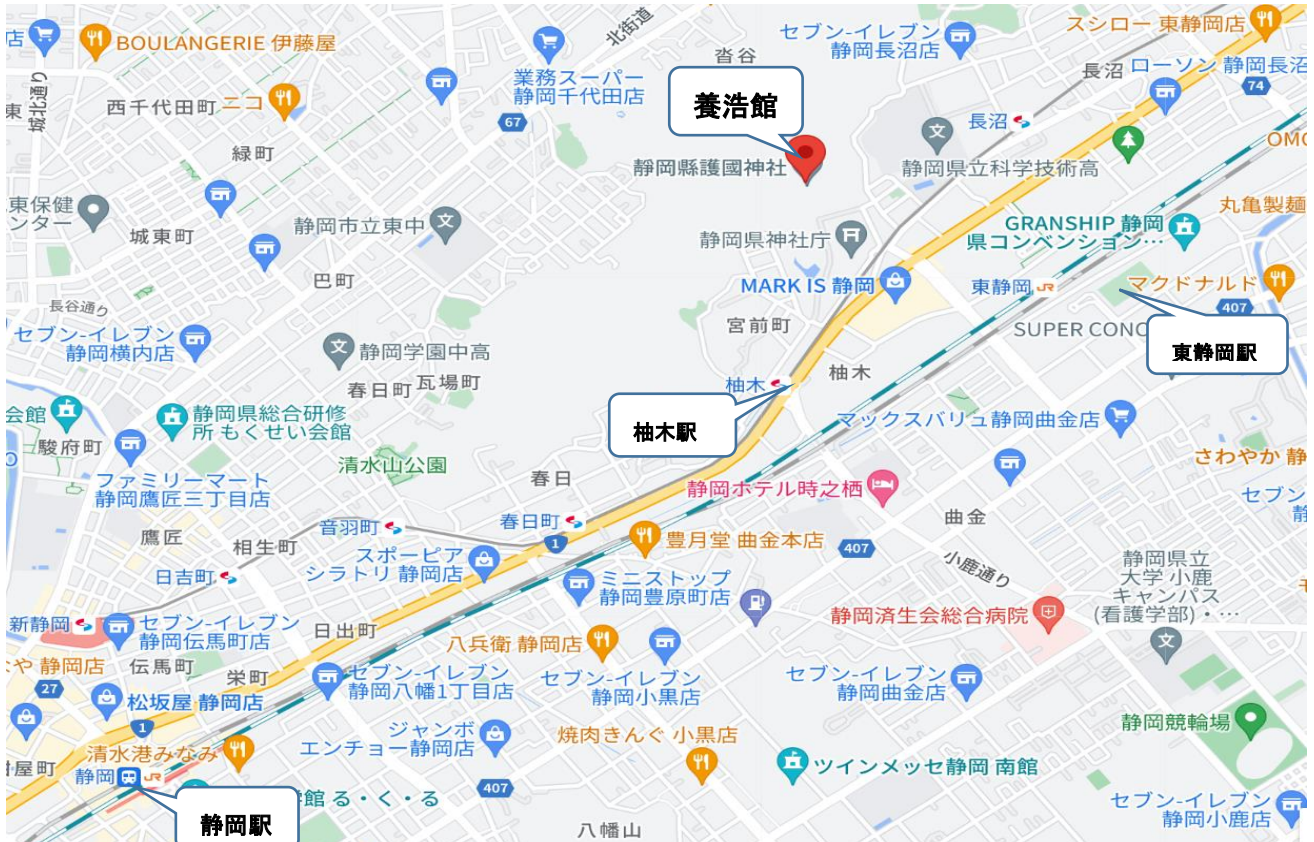 店
BOULANGERIE 伊藤屋
北街道
セブン-イレブン
静岡長沼店
スシロー 東静岡店
業務スーパー
静岡千代田店
沓谷
長沼
ローソン 静岡長沼
74
東
城北通り
西千代田町
ニコ
67
養浩館
長沼
緑町
靜岡縣護國神社
静岡県立科学技術高
東保健
ンター
城東町
静岡市立東中
静岡県神社庁
GRANSHIP 静岡
県コンベンション…
丸亀製麺
巴町
MARK IS 静岡
東静岡
JR
マクドナルド
407
長谷通り
セブン-イレブン
静岡横内店
宮前町
東静岡駅
静岡学園中高
春日町
瓦場町
柚木
柚木
会館
静岡県総合研修
所 もくせい会館
柚木駅
マックスバリュ静岡曲金店
駿府町
清水山公園
さわやか 静
ファミリーマート
静岡鷹匠三丁目店
春日
静岡ホテル時之栖
セブン
曲金
鷹匠
相生町
音羽町
春日町
1
豊月堂 曲金本店
407
小鹿通り
静岡県立
大学 小鹿
キャンパス
(看護学部)・…
スポーピア
シラトリ 静岡店
日吉町
ミニストップ
静岡豊原町店
静岡済生会総合病院
新静岡
セブン-イレブン
静岡伝馬町店
日出町
八兵衛 静岡店
や 静岡店
伝馬町
栄町
27
セブン-イレブン
静岡八幡1丁目店
セブン-イレブン
静岡小黒店
セブン-イレブン
静岡曲金店
松坂屋 静岡店
1
ジャンボ
エンチョー静岡店
焼肉きんぐ 小黒店
静岡競輪場
清水港みなみ
屋町
静岡
JR
407
ツインメッセ静岡 南館
館 る・く・る
静岡駅
八幡山
セブン-イレブン
静岡小鹿店